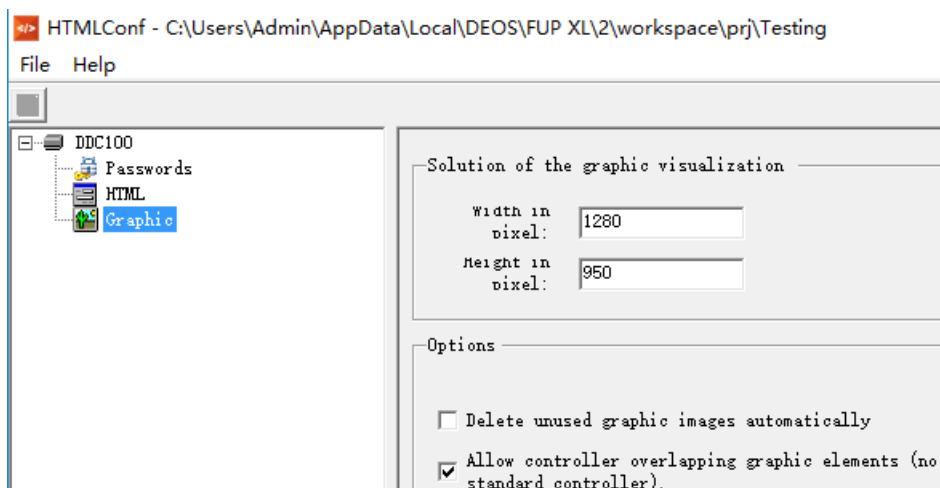 HTMLConf - C:\Users\Admin\AppData\Local\DEOS\FUP XL\2\workspace\prj\Testing
File Help
DDC100
Passwords
HTML
Graphic
Solution of the graphic visualization
Width in
pixel:
1280
Height in
pixel:
950
Options
Delete unused graphic images automatically
Allow controller overlapping graphic elements (no
standard controller).